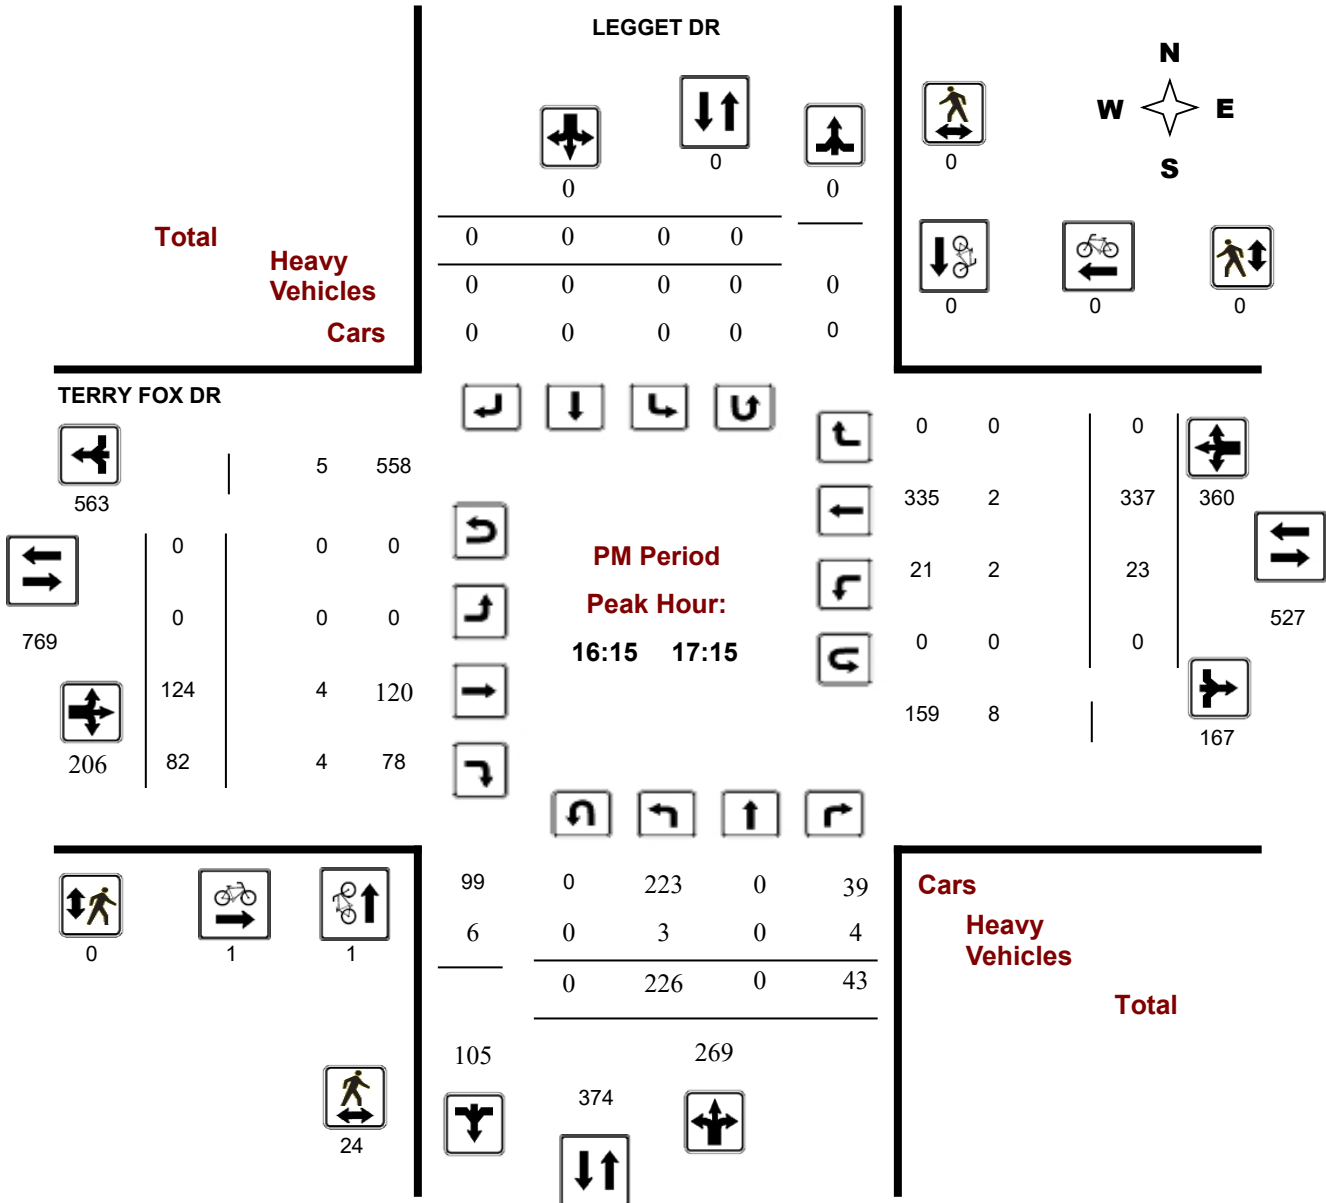 LEGGET DR
N
W E
S
0
0
0 0
0
Total
0 0 0 0
Heavy
Vehicles
0 0 0 0 0
0 0 0
Cars
0 0 0 0 0
TERRY FOX DR
0 0 0
5 558
563
335 2 337 360
0 0 0
PM Period
21 2 23
Peak Hour:
0 0 0
527
769
16:15 17:15
0 0 0
124 4 120
159 8
167
206 82 4 78
99 0 223 0 39
Cars
6 0 3 0 4
Heavy
Vehicles
0 1 1
0 226 0 43
Total
105 269
374
24